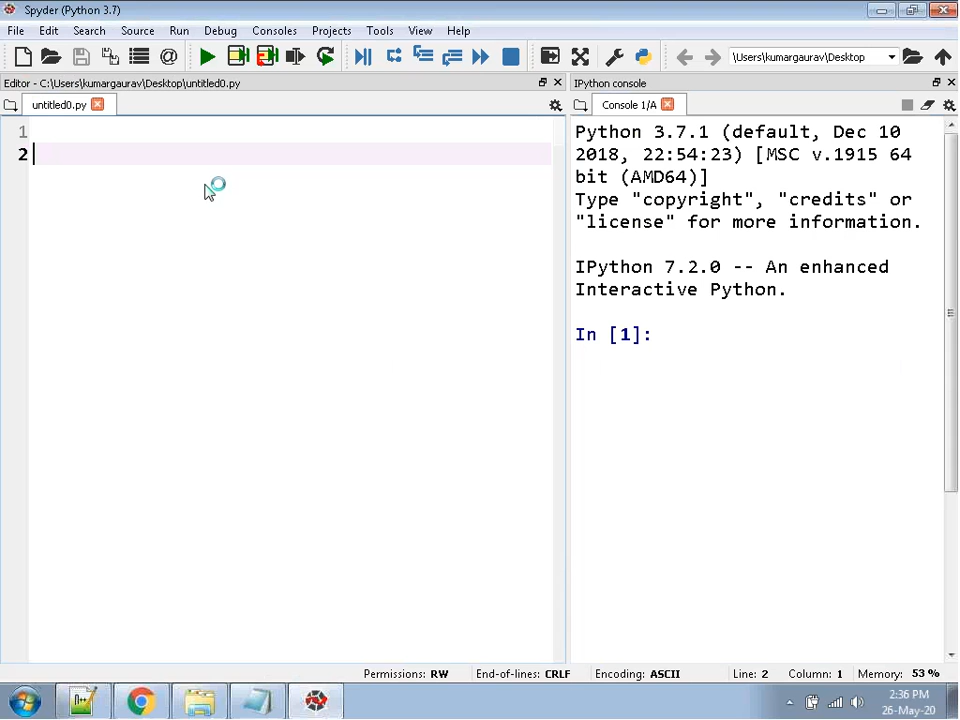 Spyder (Python 3.7)
File Edit Search Source Run Debug Consoles Projects Tools View Help
\Users\kumargaurav\Desktop
Editor - C:\Users\kumargaurav\Desktop\untitled0.py
IPython console
untitled0.py
Console 1/A
1
2
Python 3.7.1 (default, Dec 10
2018, 22:54:23) [MSC v.1915 64
bit (AMD64)]
Type "copyright", "credits" or
"license" for more information.
IPython 7.2.0 -- An enhanced
Interactive Python.
In [1]:
Permissions: RW End-of-lines: CRLF Encoding: ASCII Line: 2 Column: 1 Memory: 53 %
2:36 PM
26-May-20